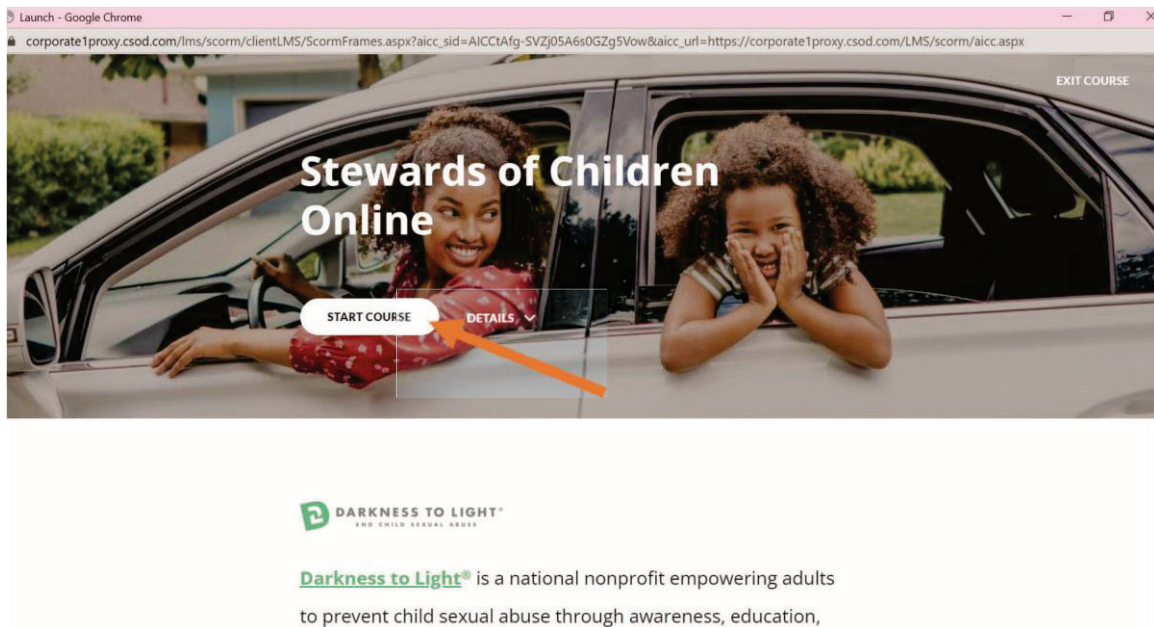 Launch - Google Chrome
corporate1proxy.csod.com/lms/scorm/clientLMS/ScormFrames.aspx?aicc_sid=AICCtAfg-SVZj05A6s0GZg5Vow&aicc_url=https://corporate1proxy.csod.com/LMS/scorm/aicc.aspx
EXIT COURSE
Stewards of Children
Online
START COURSE
DETAILS
DARKNESS TO LIGHT®
END CHILD SEXUAL ABUSE
Darkness to Light® is a national nonprofit empowering adults
to prevent child sexual abuse through awareness, education,